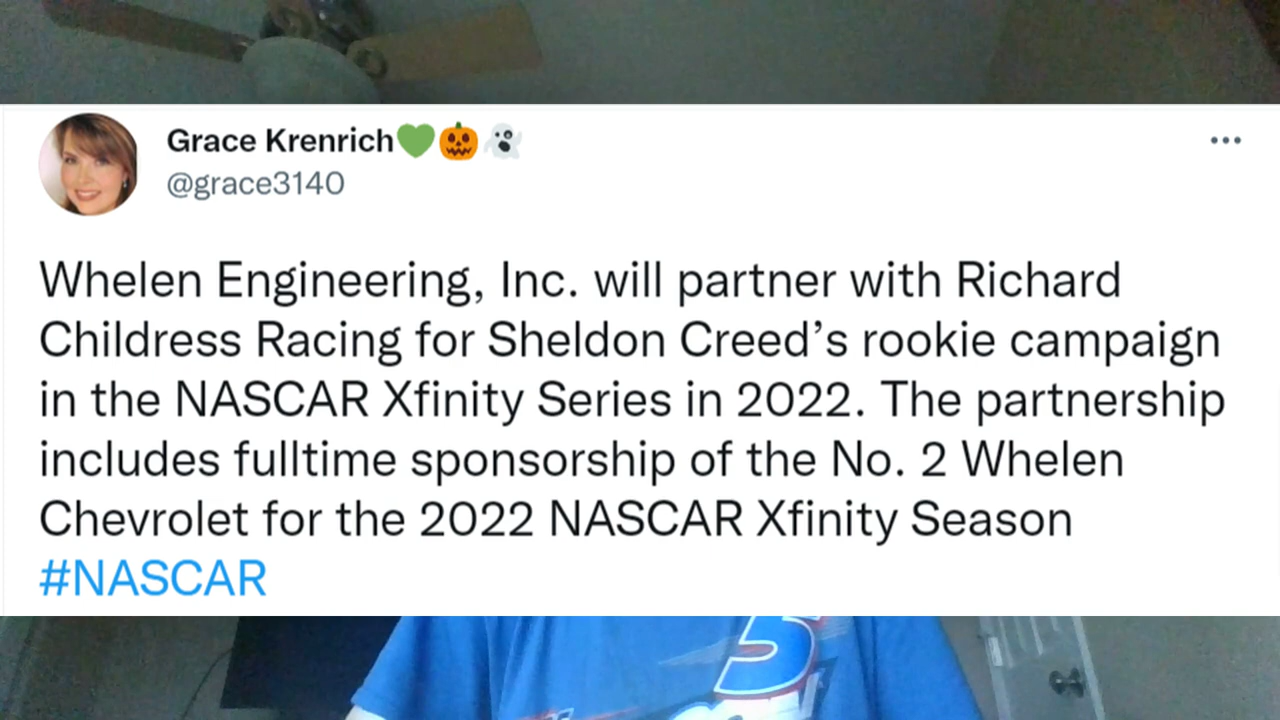 Grace Krenrich💚🎃👻
@grace3140
Whelen Engineering, Inc. will partner with Richard
Childress Racing for Sheldon Creed’s rookie campaign
in the NASCAR Xfinity Series in 2022. The partnership
includes fulltime sponsorship of the No. 2 Whelen
Chevrolet for the 2022 NASCAR Xfinity Season
#NASCAR
5